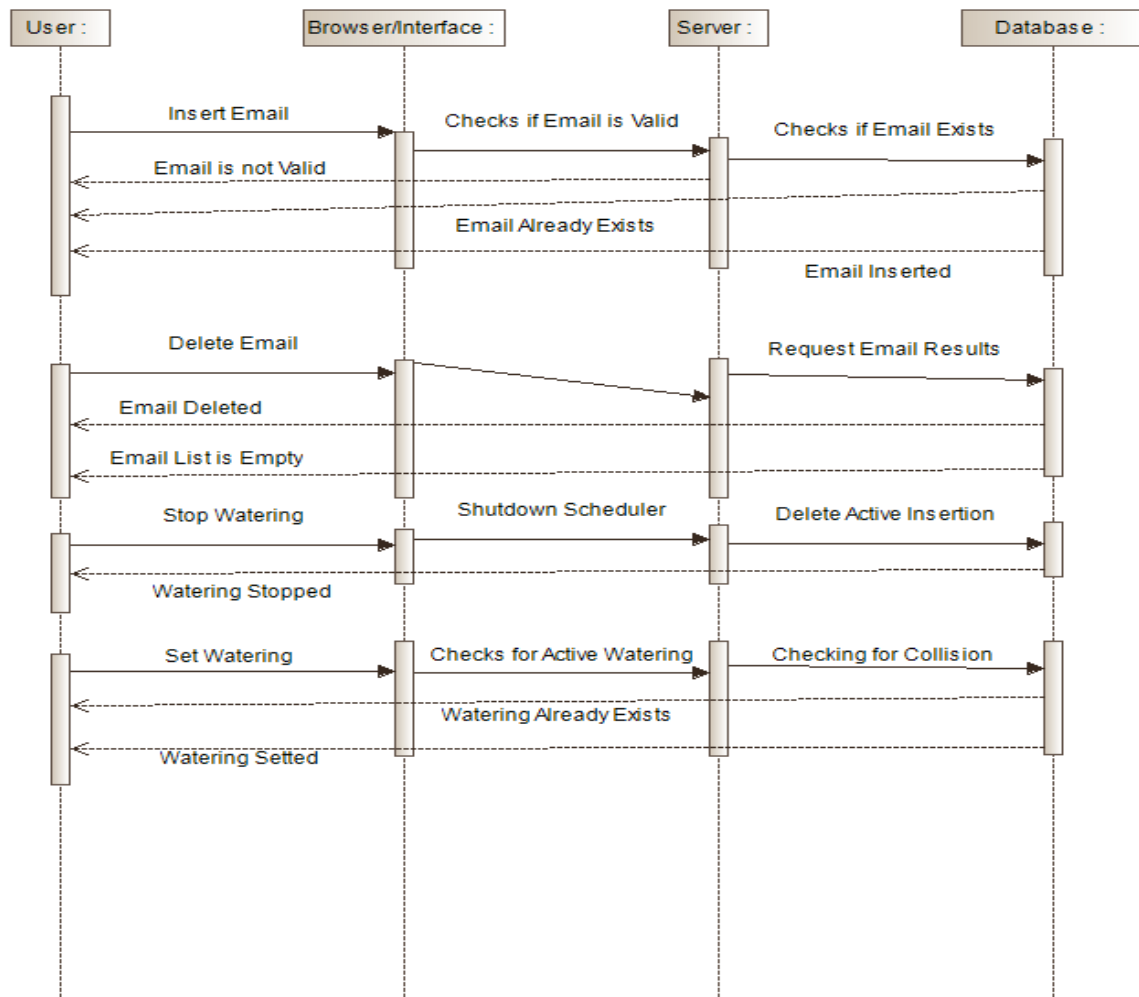 User :
Browser/Interface :
Server :
Database :
Insert Email
Checks if Email is Valid
Checks if Email Exists
Email is not Valid
Email Already Exists
Email Inserted
Delete Email
Request Email Results
Email Deleted
Email List is Empty
Stop Watering
Shutdown Scheduler
Delete Active Insertion
Watering Stopped
Set Watering
Checks for Active Watering
Checking for Collision
Watering Already Exists
Watering Setted